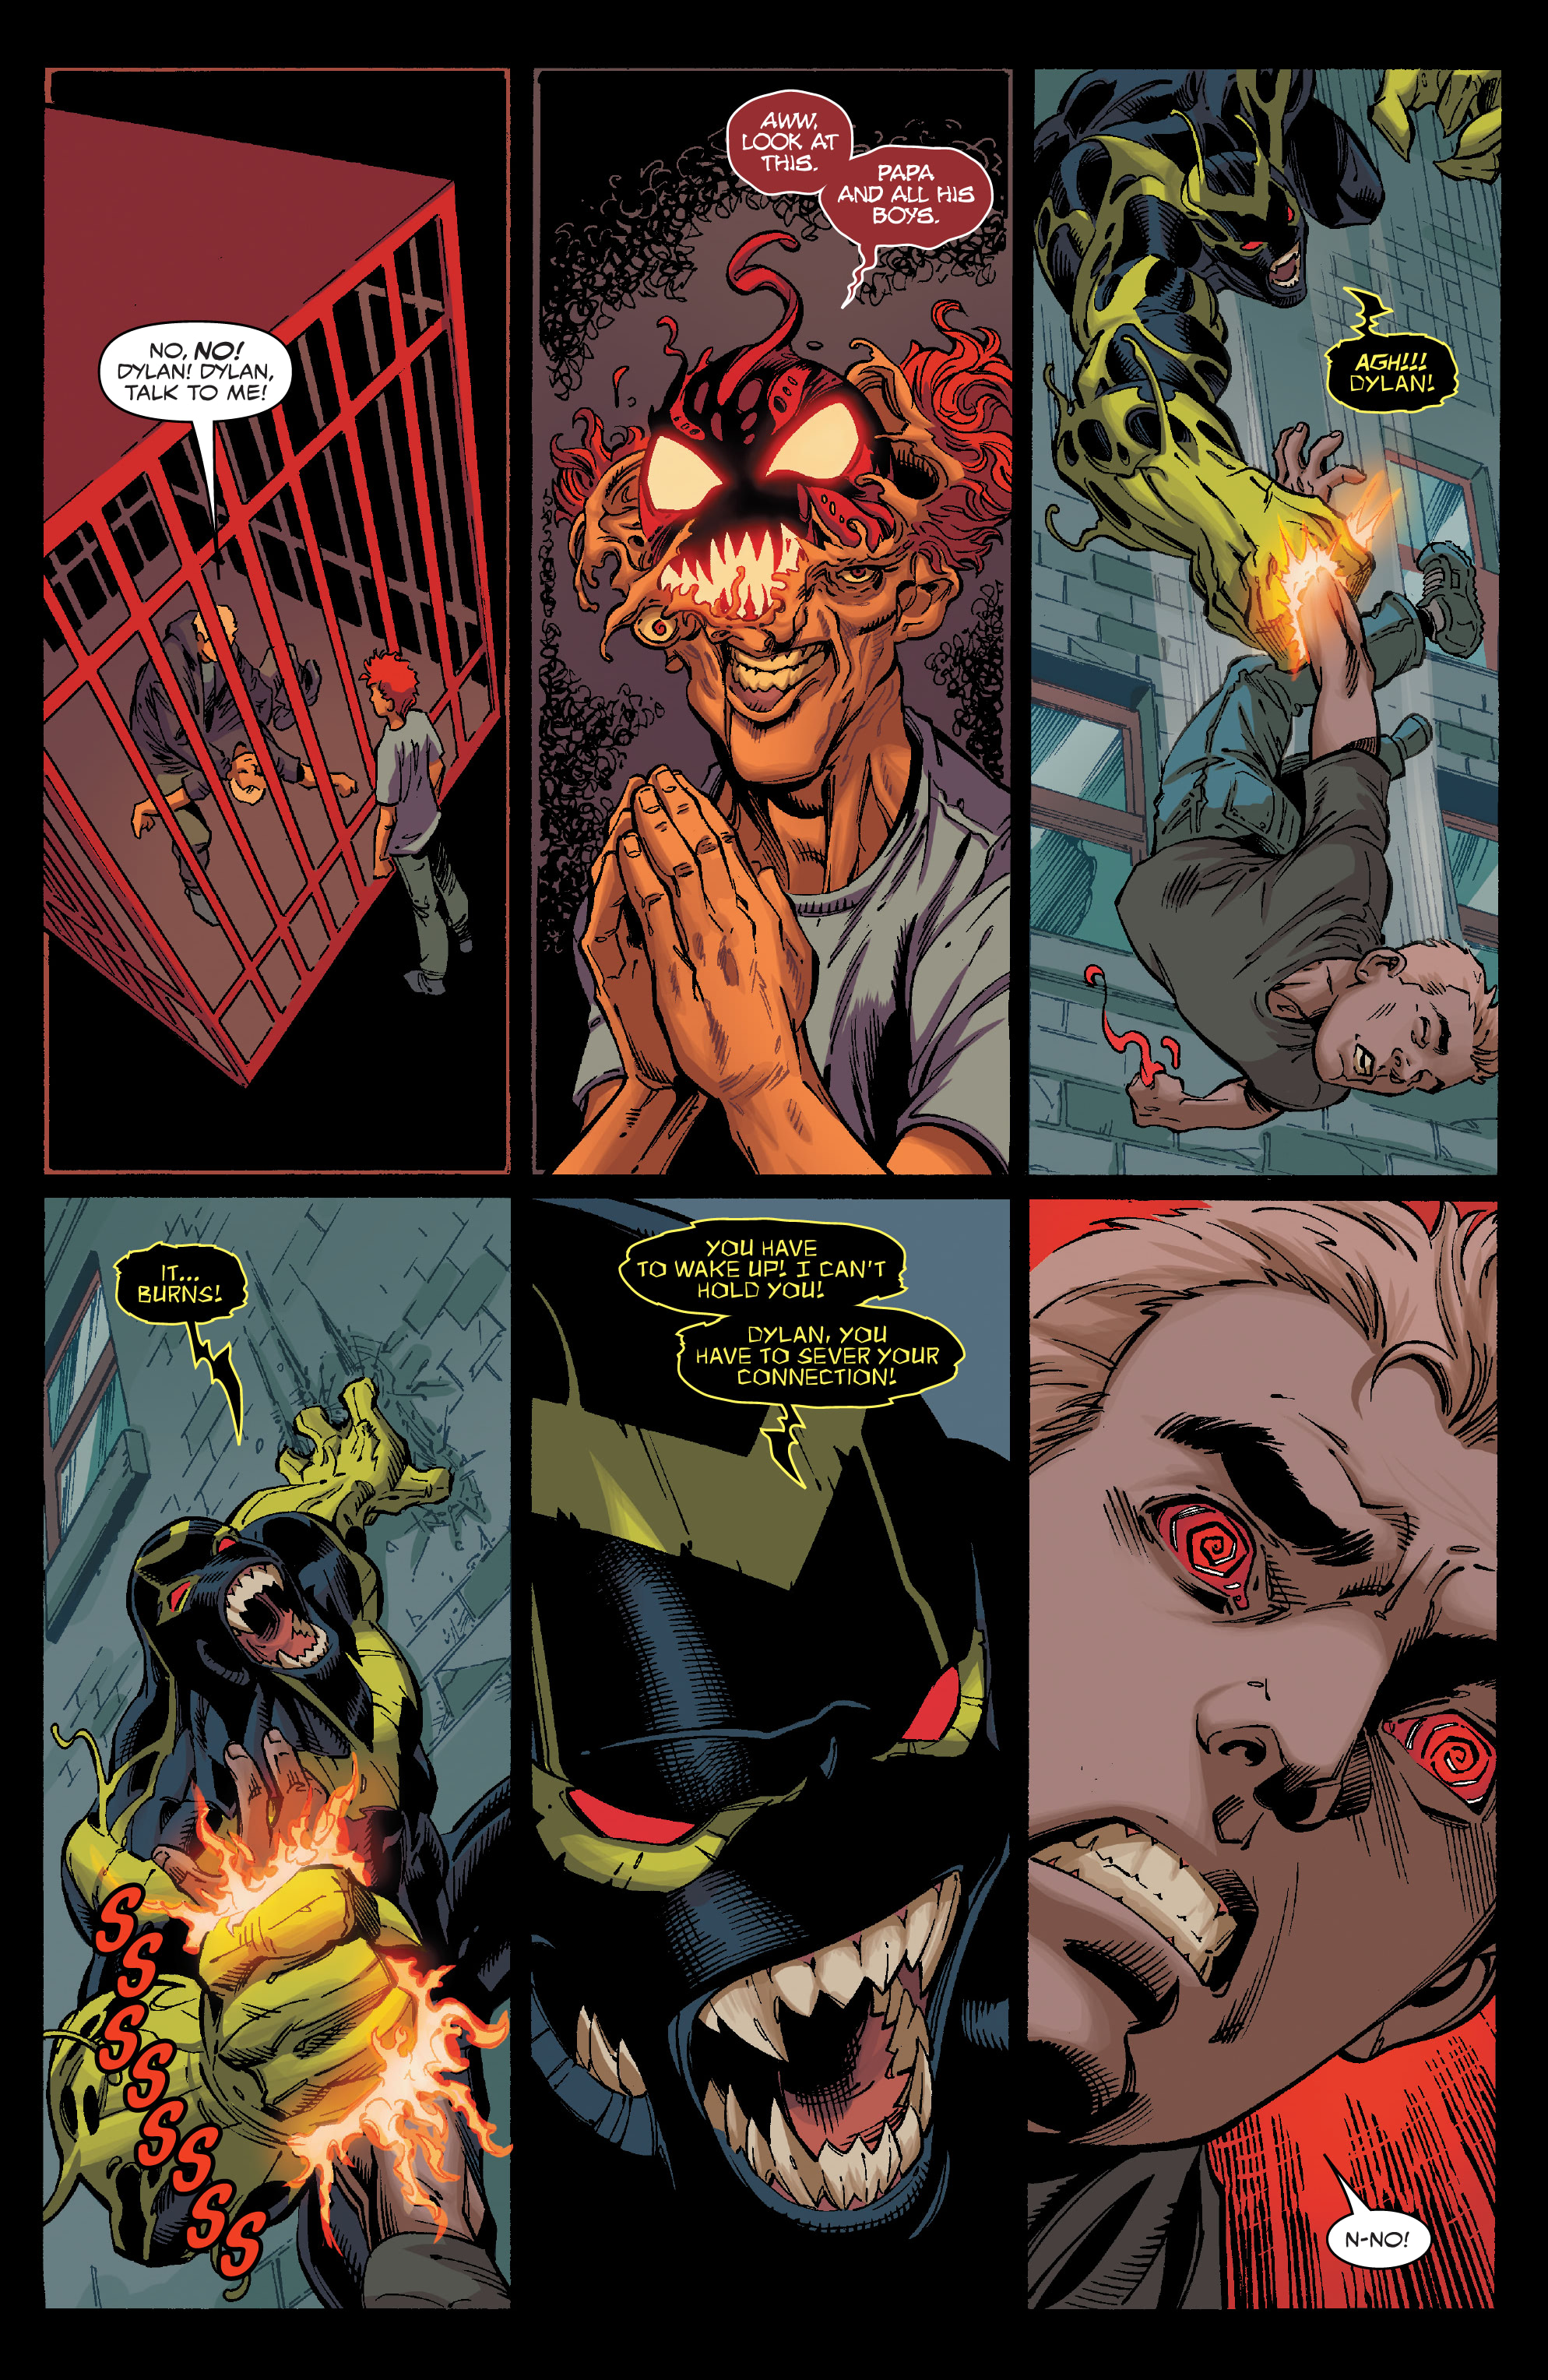 NO, NO!
DYLAN! DYLAN,
TALK TO ME!
AWW,
LOOK AT
THIS.
PAPA
AND ALL HIS
BOYS.
AGH!!!
DYLAN!
IT...
BURNS!
SSSSSSSS
YOU HAVE
TO WAKE UP! I CAN'T
HOLD YOU!
DYLAN, YOU
HAVE TO SEVER YOUR
CONNECTION!
N-NO!